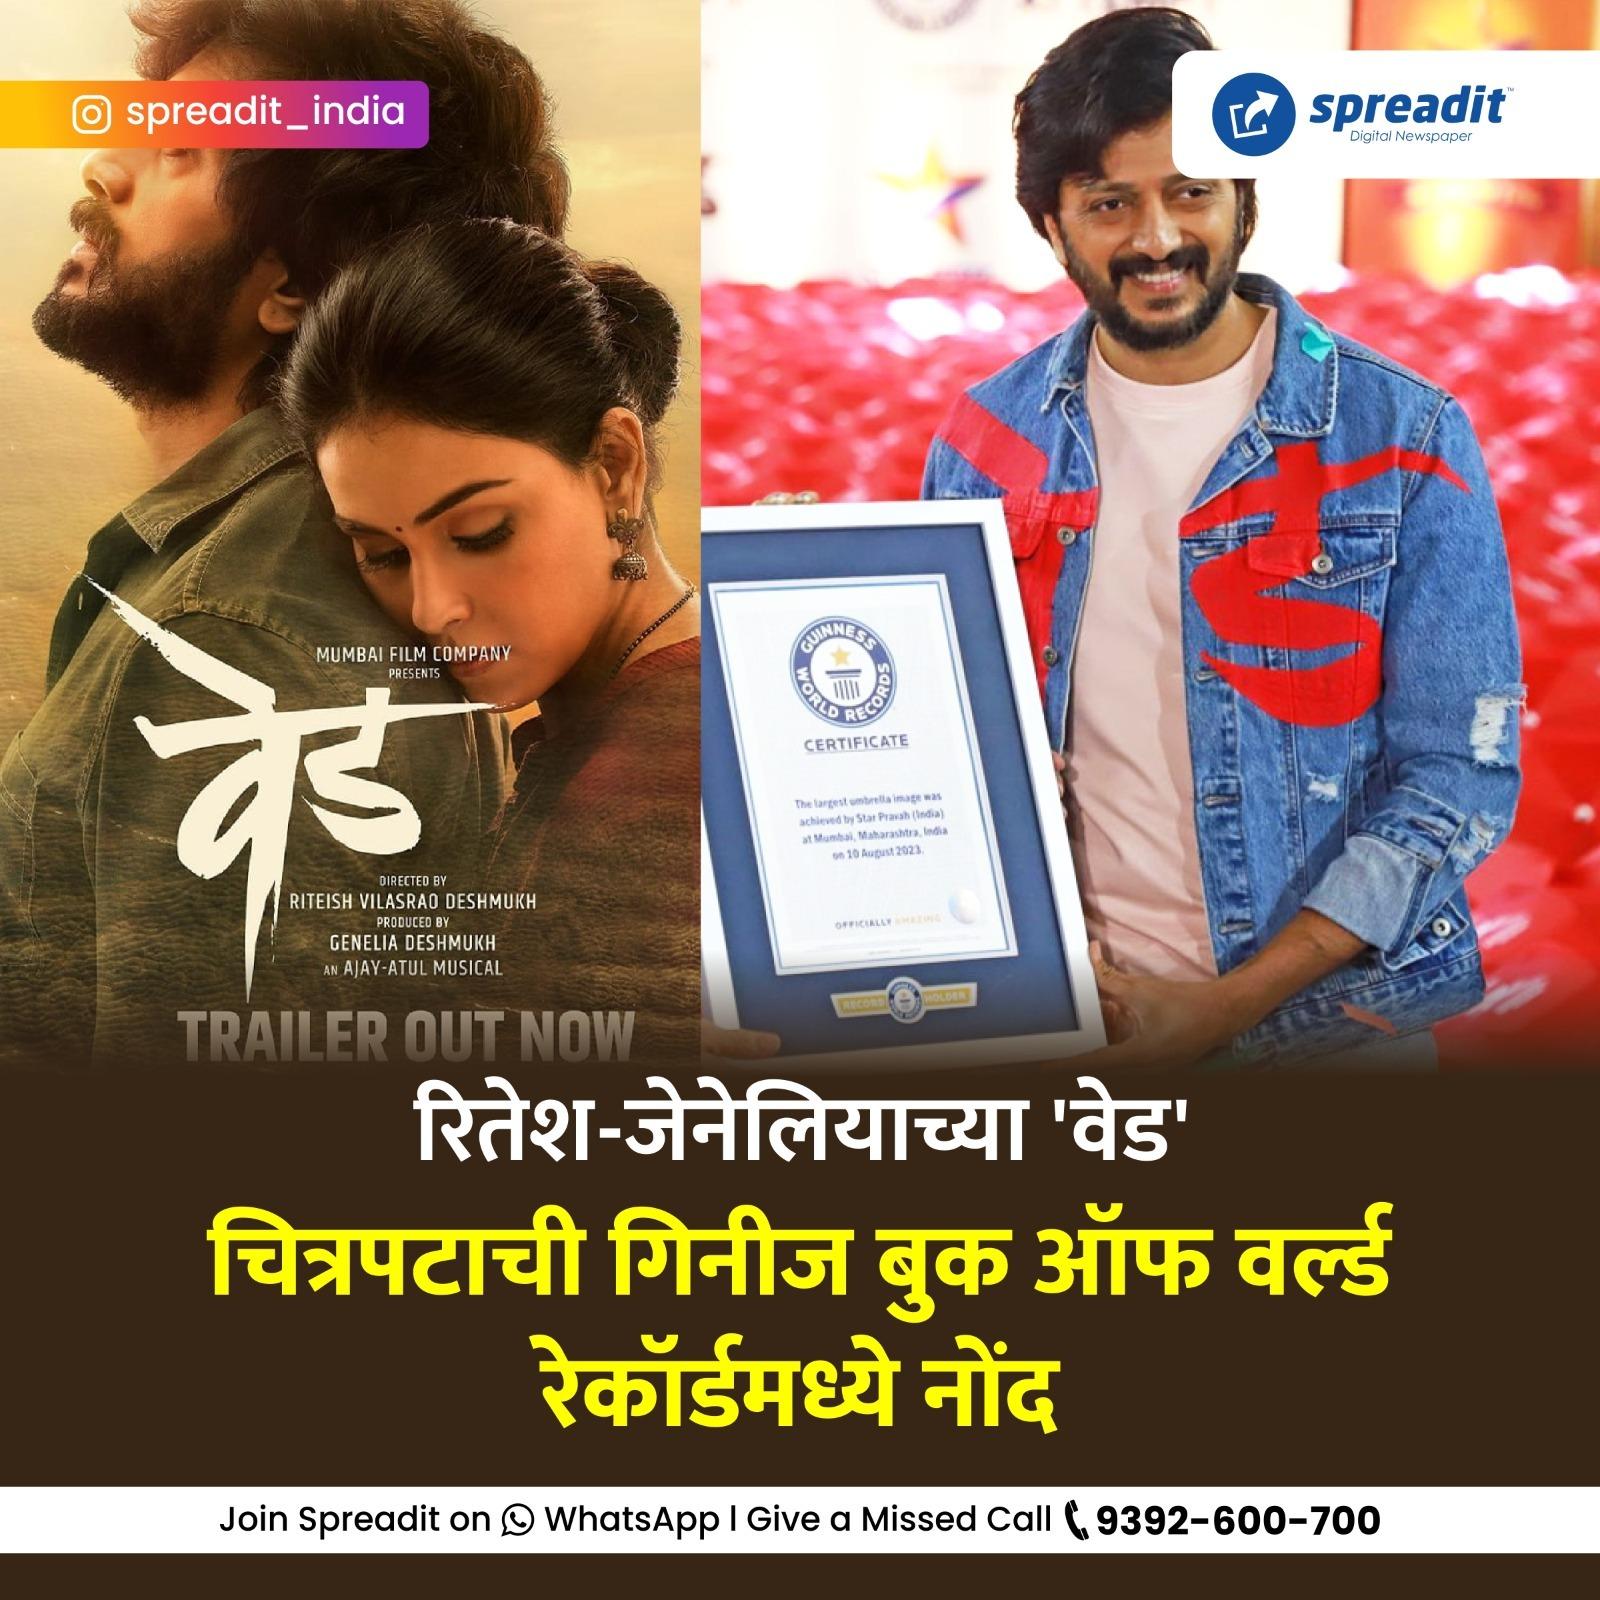 spreadit_india
spreadit™
Digital Newspaper
MUMBAI FILM COMPANY
PRESENTS
वेड
DIRECTED BY
RITEISH VILASRAO DESHMUKH
PRODUCED BY
GENELIA DESHMUKH
AN AJAY-ATUL MUSICAL
TRAILER OUT NOW
ड
GUINNESS
WORLD RECORDS
CERTIFICATE
The largest umbrella image was
achieved by Star Pravah (India)
at Mumbai, Maharashtra, India
on 10 August 2023.
OFFICIALLY AMAZING
RECORD HOLDER
रितेश-जेनेलियाच्या 'वेड'
चित्रपटाची गिनीज बुक ऑफ वर्ल्ड
रेकॉर्डमध्ये नोंद
Join Spreadit on WhatsApp | Give a Missed Call 9392-600-700